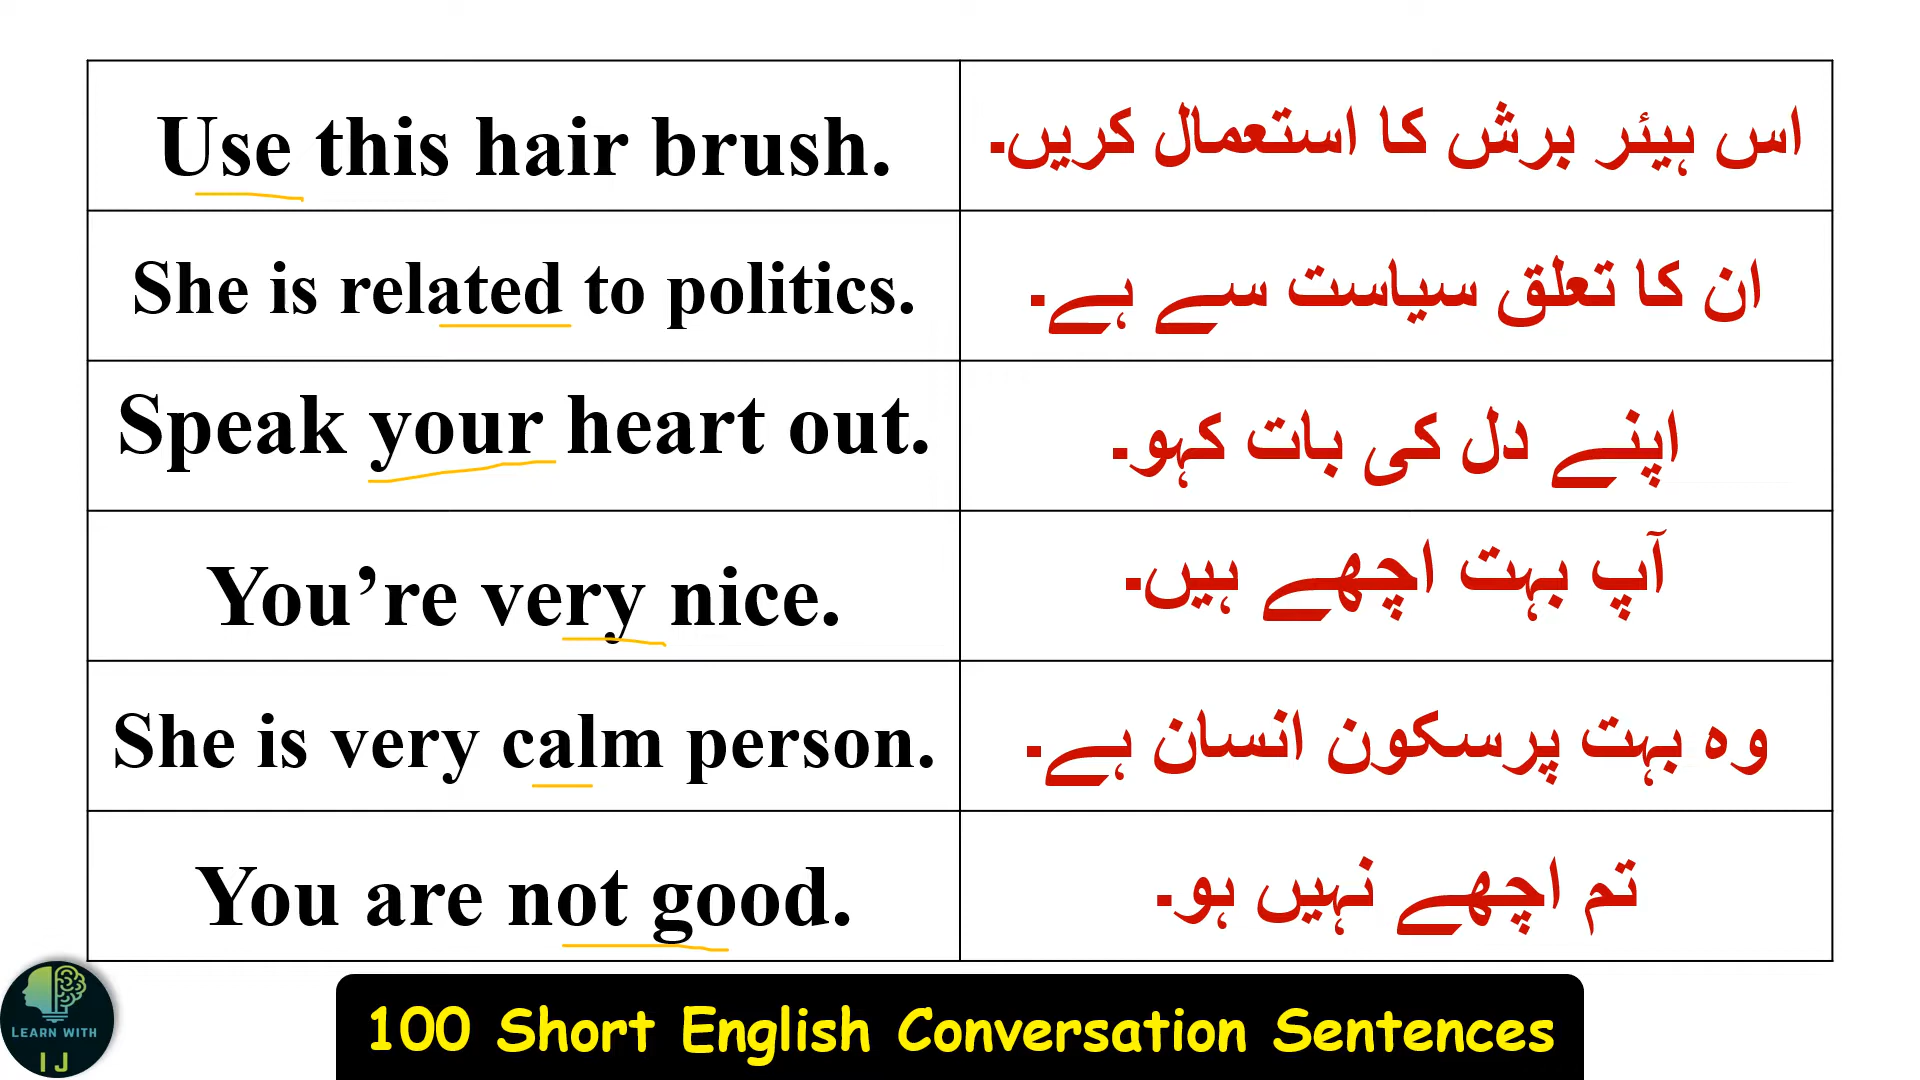 Use this hair brush.
اس ہیئر برش کا استعمال کریں۔
She is related to politics.
ان کا تعلق سیاست سے ہے۔
Speak your heart out.
اپنے دل کی بات کہو۔
You’re very nice.
آپ بہت اچھے ہیں۔
She is very calm person.
وہ بہت پرسکون انسان ہے۔
You are not good.
تم اچھے نہیں ہو۔
LEARN WITH
IJ
100 Short English Conversation Sentences